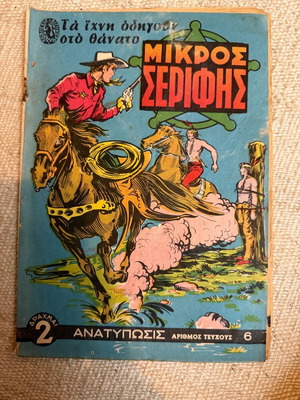 Τὰ ἴχνη ὁδηγοῦν
στὸ θάνατο
ΜΙΚΡΟΣ
ΣΕΡΙΦΗΣ
ΔΡΑΧΜΑΙ
2
ΑΝΑΤΥΠΩΣΙΣ ΑΡΙΘΜΟΣ ΤΕΥΧΟΥΣ 6